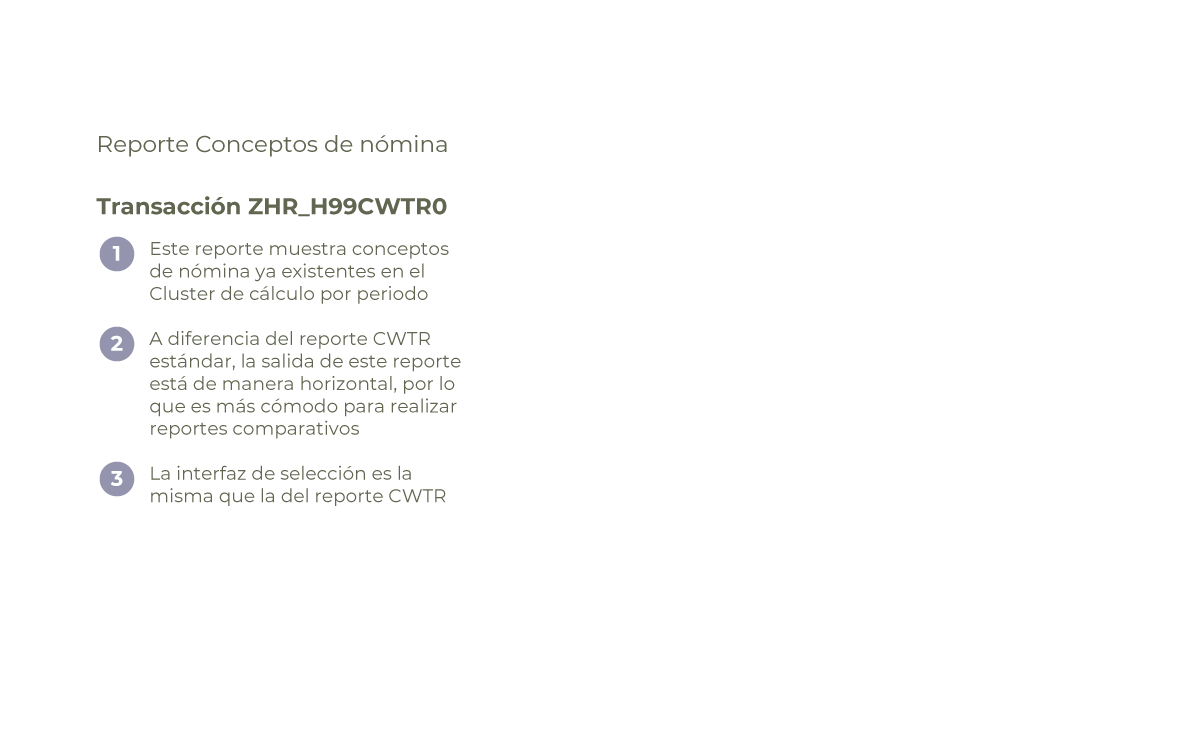 Reporte Conceptos de nómina
Transacción ZHR_H99CWTR0
1 Este reporte muestra conceptos
de nómina ya existentes en el
Cluster de cálculo por periodo
2 A diferencia del reporte CWTR
estándar, la salida de este reporte
está de manera horizontal, por lo
que es más cómodo para realizar
reportes comparativos
3 La interfaz de selección es la
misma que la del reporte CWTR